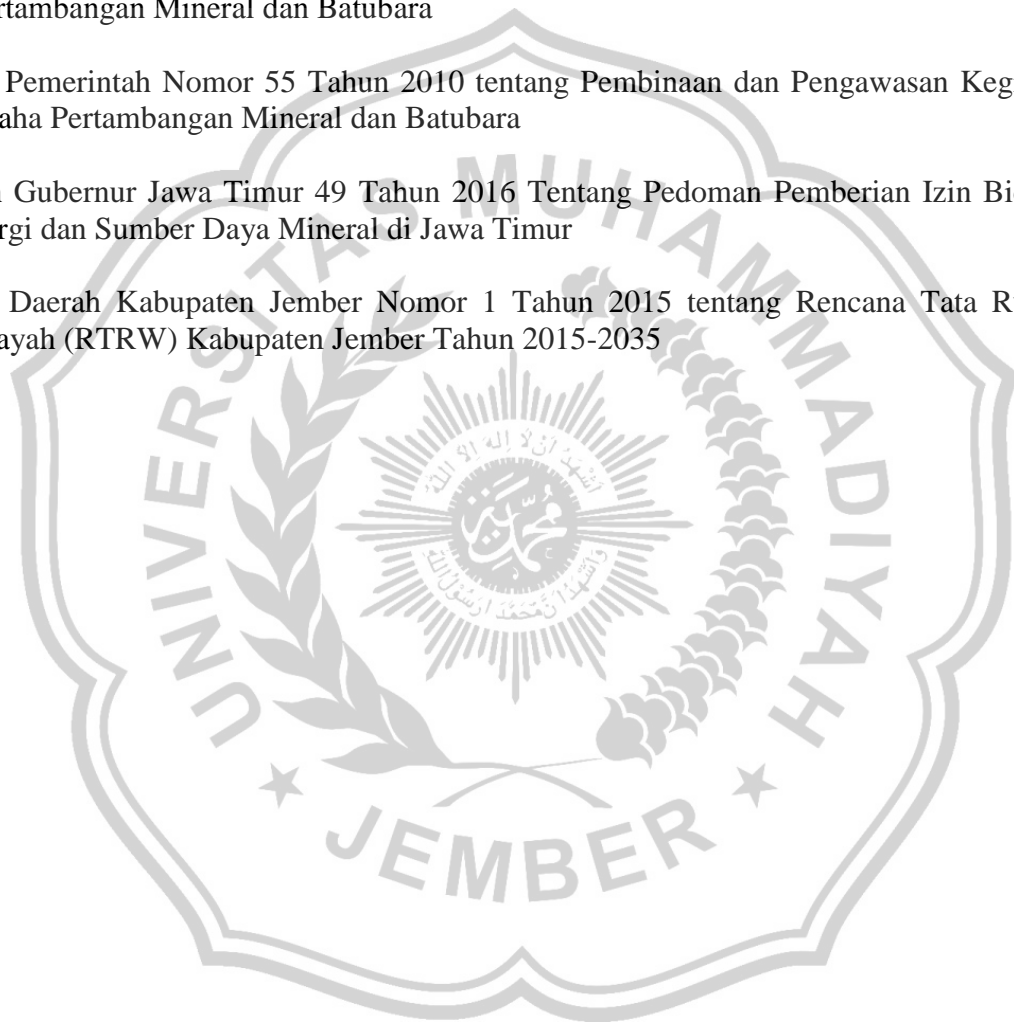 rtambangan Mineral dan Batubara
Pemerintah Nomor 55 Tahun 2010 tentang Pembinaan dan Pengawasan Keg
aha Pertambangan Mineral dan Batubara
Gubernur Jawa Timur 49 Tahun 2016 Tentang Pedoman Pemberian Izin Bi
rgi dan Sumber Daya Mineral di Jawa Timur
Daerah Kabupaten Jember Nomor 1 Tahun 2015 tentang Rencana Tata R
ayah (RTRW) Kabupaten Jember Tahun 2015-2035
UNIVERSITAS MUHAMMADIYAH
JEMBER